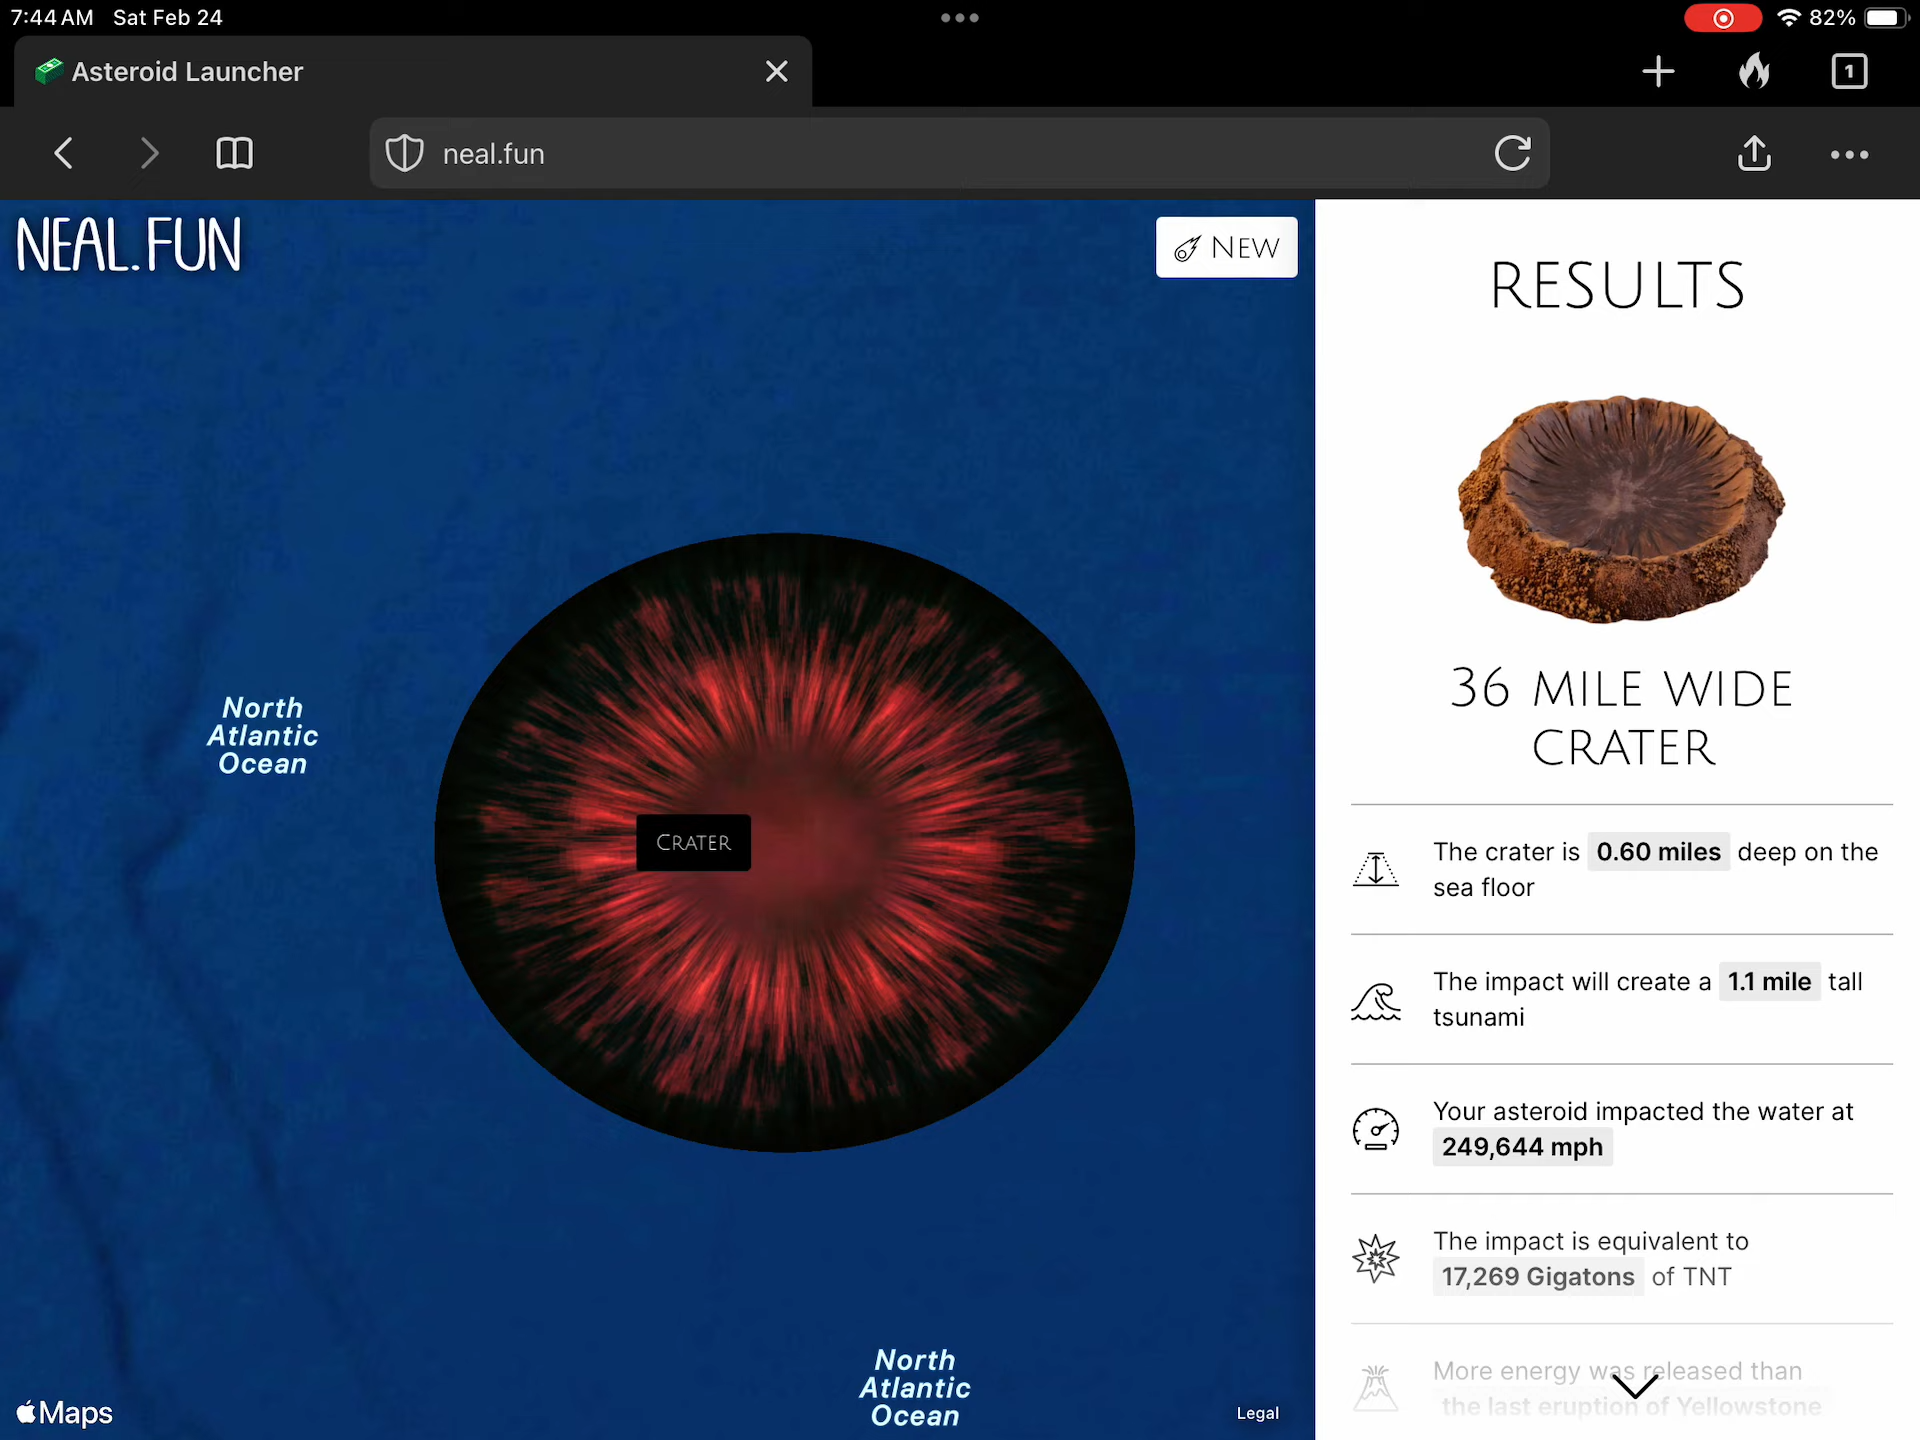 7:44 AM Sat Feb 24
82%
Asteroid Launcher
1
neal.fun
NEAL.FUN
NEW
RESULTS
36 MILE WIDE
CRATER
North
Atlantic
Ocean
CRATER
The crater is 0.60 miles deep on the
sea floor
The impact will create a 1.1 mile tall
tsunami
Your asteroid impacted the water at
249,644 mph
The impact is equivalent to
17,269 Gigatons of TNT
More energy was released than
the last eruption of Yellowstone
North
Atlantic
Ocean
Maps
Legal